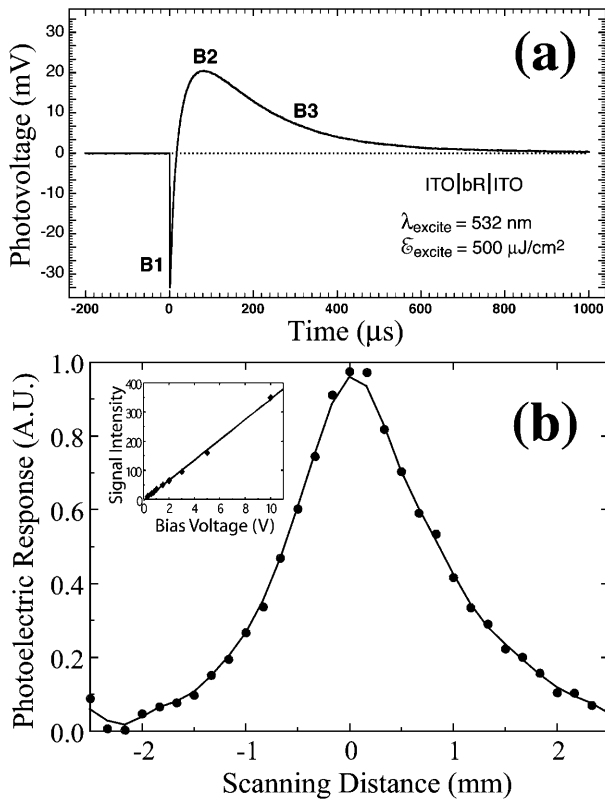 (a)
Photovoltage (mV)
30
20
10
0
-10
-20
-30
B1
B2
B3
ITO|bR|ITO
λexcite = 532 nm
ℰexcite = 500 μJ/cm²
-200 0 200 400 600 800 1000
Time (μs)
(b)
Photoelectric Response (A.U.)
1.0
0.8
0.6
0.4
0.2
0.0
Signal Intensity
400
300
200
100
0
0 2 4 6 8 10
Bias Voltage (V)
-2 -1 0 1 2
Scanning Distance (mm)